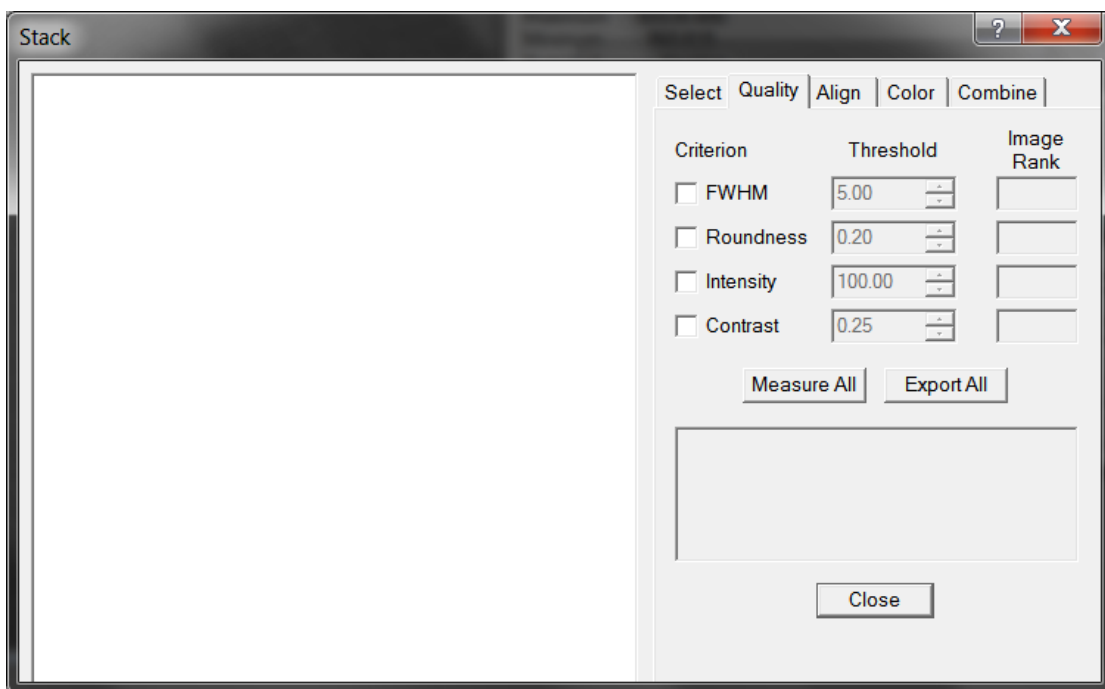 Stack ?
Select Quality Align Color Combine
Criterion Threshold Image Rank
FWHM 5.00
Roundness 0.20
Intensity 100.00
Contrast 0.25
Measure All Export All
Close